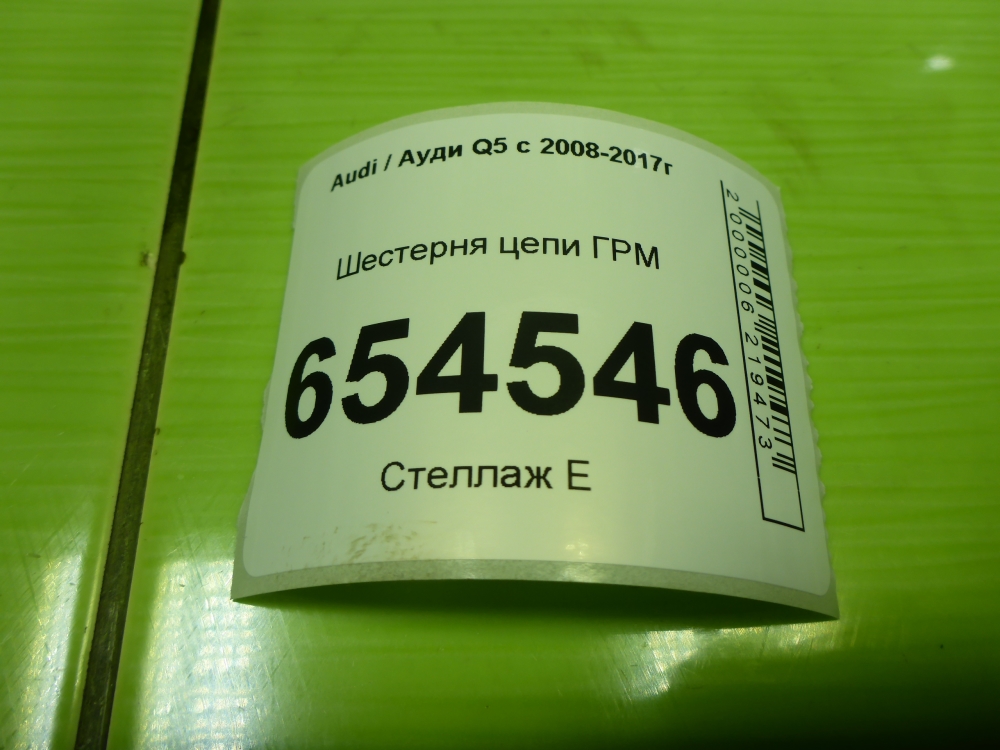 Audi / Ауди Q5 с 2008-2017г
Шестерня цепи ГРМ
654546
Стеллаж Е
2000006219473